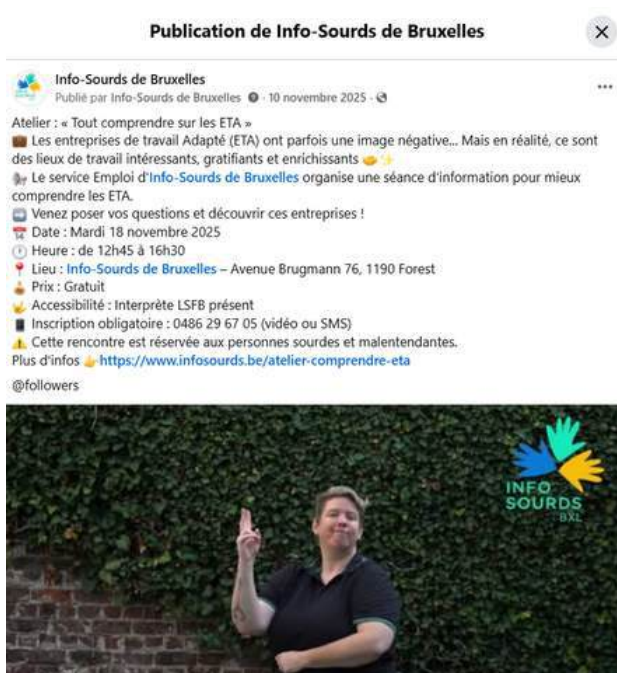 Publication de Info-Sourds de Bruxelles
Info-Sourds de Bruxelles
Publié par Info-Sourds de Bruxelles · 10 novembre 2025 ·
Atelier : « Tout comprendre sur les ETA »
💼 Les entreprises de travail Adapté (ETA) ont parfois une image négative... Mais en réalité, ce sont
des lieux de travail intéressants, gratifiants et enrichissants 🤝✨
Le service Emploi d'Info-Sourds de Bruxelles organise une séance d'information pour mieux
comprendre les ETA.
➡️ Venez poser vos questions et découvrir ces entreprises !
📅 Date : Mardi 18 novembre 2025
🕐 Heure : de 12h45 à 16h30
📍 Lieu : Info-Sourds de Bruxelles – Avenue Brugmann 76, 1190 Forest
💰 Prix : Gratuit
🤟 Accessibilité : Interprète LSFB présent
📱 Inscription obligatoire : 0486 29 67 05 (vidéo ou SMS)
⚠️ Cette rencontre est réservée aux personnes sourdes et malentendantes.
Plus d'infos 👉https://www.infosourds.be/atelier-comprendre-eta
@followers
INFO
SOURDS
BXL